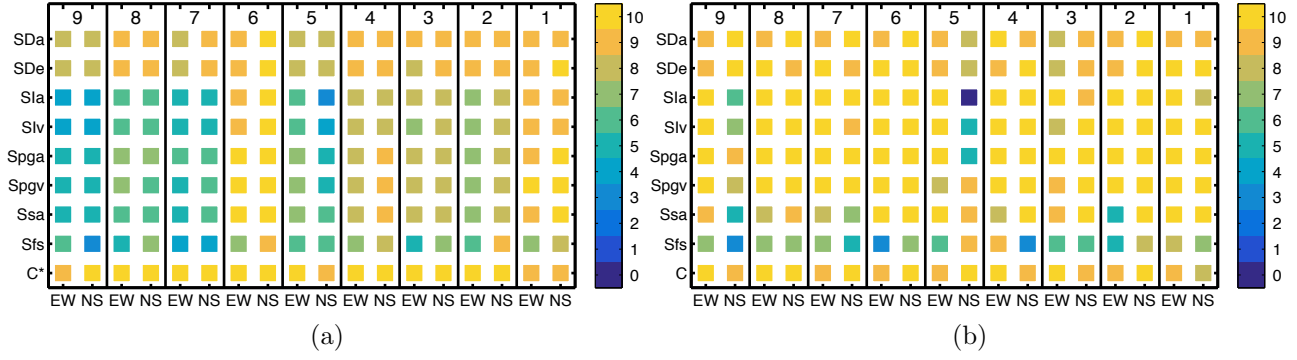 9 8 7 6 5 4 3 2 1
SDa
SDe
SIa
SIv
Spga
Spgv
Ssa
Sfs
C*
EW NS EW NS EW NS EW NS EW NS EW NS EW NS EW NS EW NS
10
9
8
7
6
5
4
3
2
1
0
(a)
9 8 7 6 5 4 3 2 1
SDa
SDe
SIa
SIv
Spga
Spgv
Ssa
Sfs
C
EW NS EW NS EW NS EW NS EW NS EW NS EW NS EW NS EW NS
10
9
8
7
6
5
4
3
2
1
0
(b)